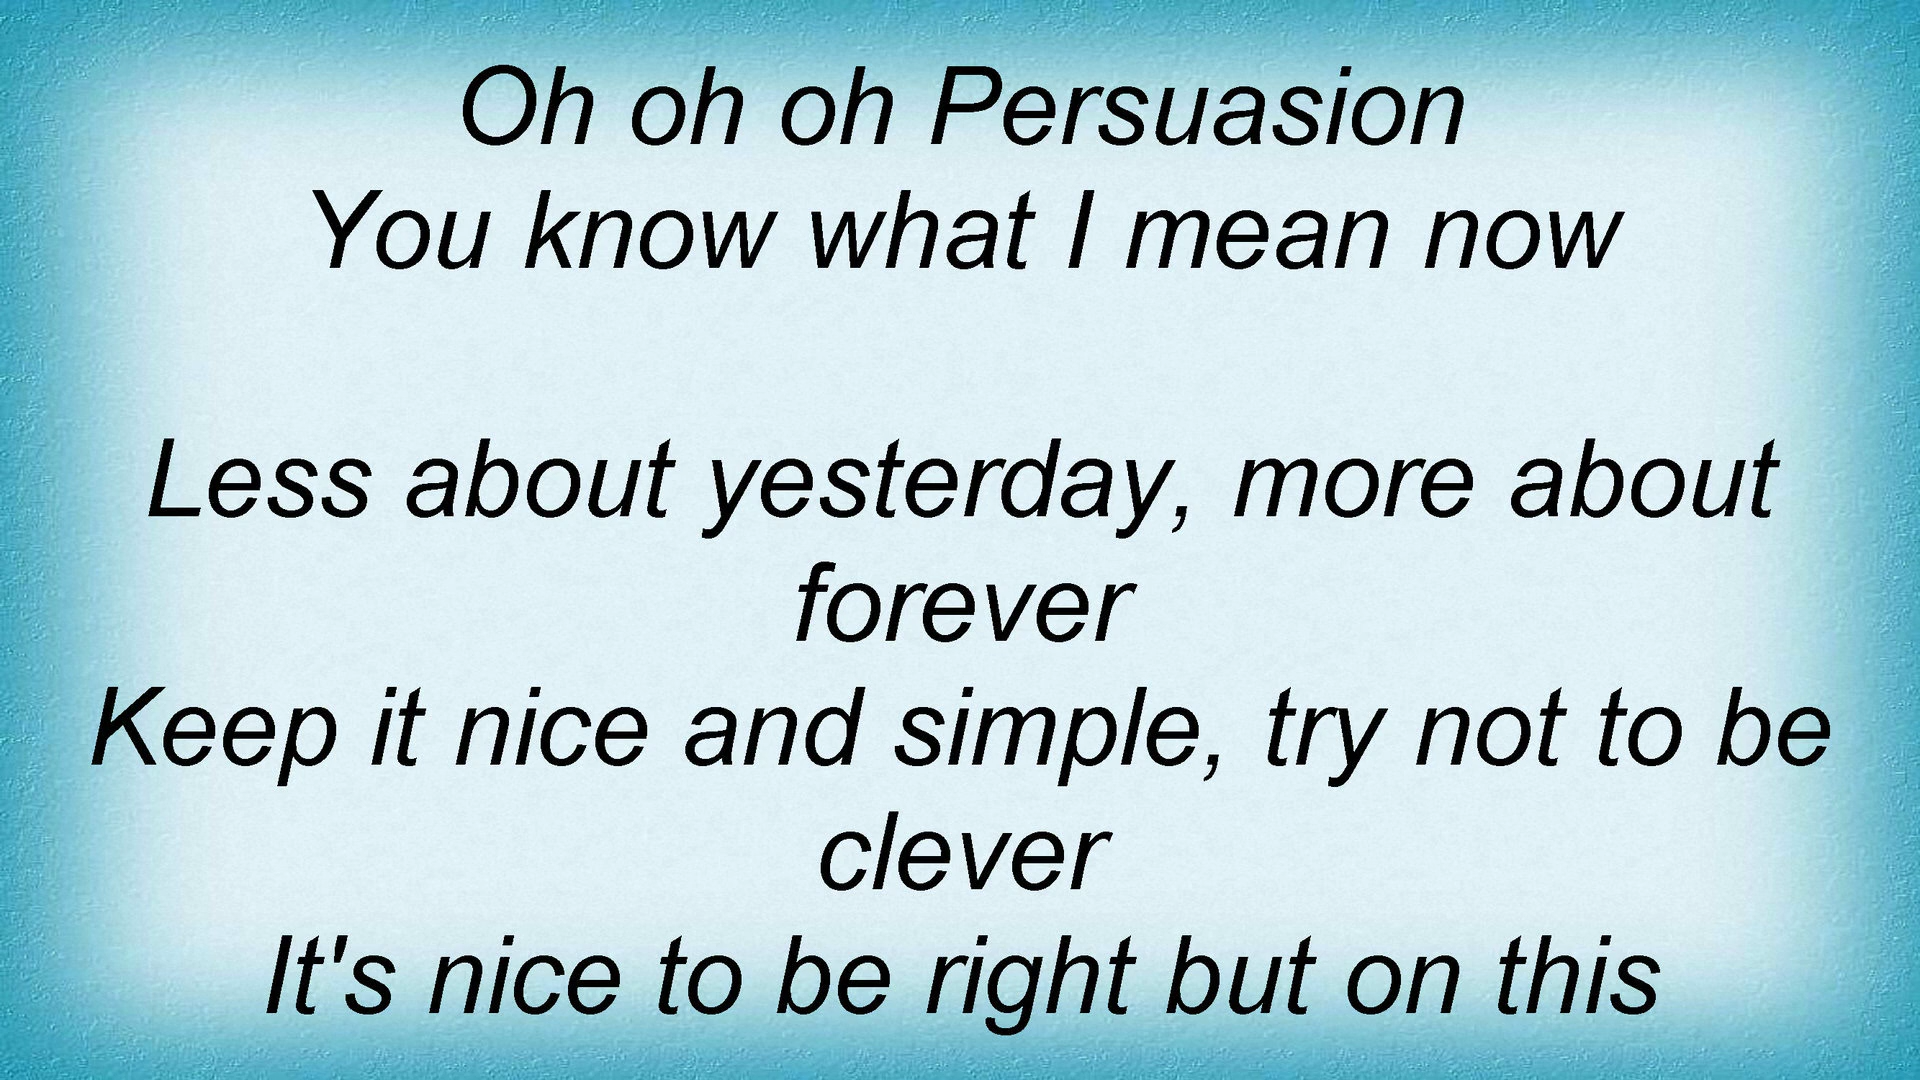 Oh oh oh Persuasion
You know what I mean now
Less about yesterday, more about
forever
Keep it nice and simple, try not to be
clever
It's nice to be right but on this